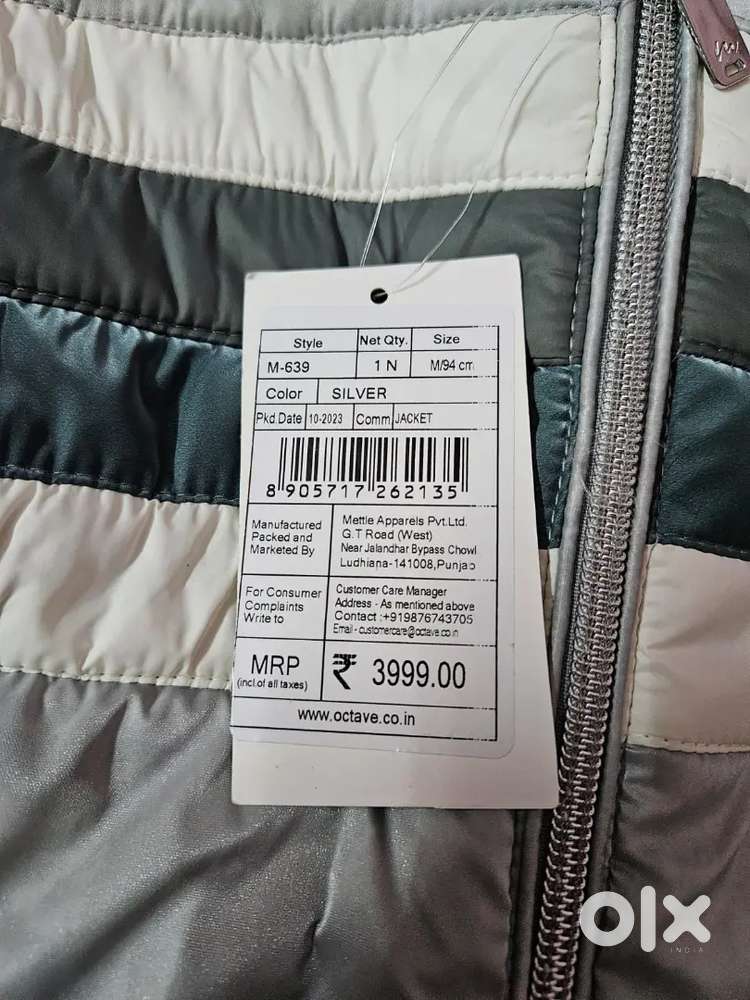 Style Net Qty. Size
M-639 1 N M/94 cm
Color SILVER
Pkd.Date 10-2023 Comm. JACKET
8 905717 262135
Manufactured
Packed and
Marketed By
Mettle Apparels Pvt.Ltd.
G.T Road (West)
Near Jalandhar Bypass Chowl
Ludhiana-141008,Punjab
For Consumer
Complaints
Write to
Customer Care Manager
Address - As mentioned above
Contact :+919876743705
Email - customercare@octave.co.in
MRP
(incl.of all taxes)
₹ 3999.00
www.octave.co.in
olx
INDIA